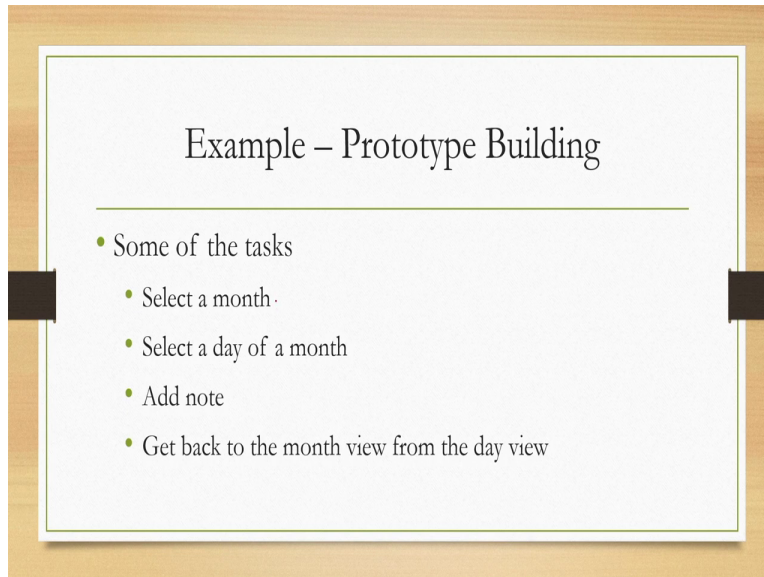 Example – Prototype Building
• Some of the tasks
• Select a month
• Select a day of a month
• Add note
• Get back to the month view from the day view